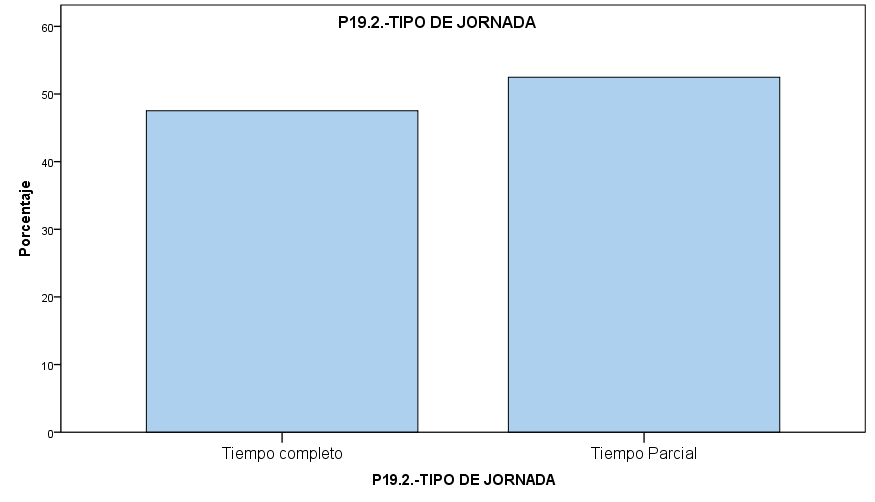 P19.2.-TIPO DE JORNADA
Porcentaje
60
50
40
30
20
10
0
Tiempo completo
Tiempo Parcial
P19.2.-TIPO DE JORNADA